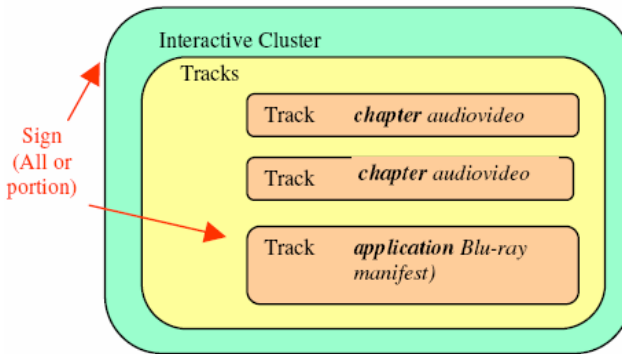 Interactive Cluster
Tracks
Track chapter audiovideo
Sign
(All or
portion)
Track chapter audiovideo
Track application Blu-ray
manifest)